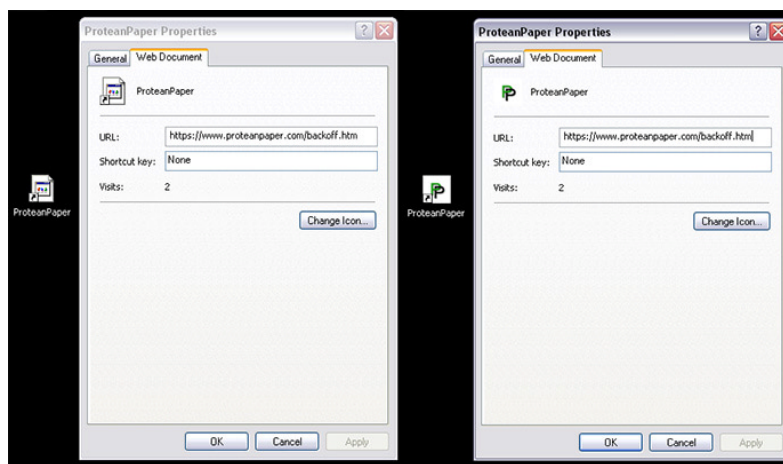 ProteanPaper Properties
General
Web Document
ProteanPaper
URL:
https://www.proteanpaper.com/backoff.htm
Shortcut key:
None
Visits:
2
Change Icon...
OK
Cancel
Apply
ProteanPaper
ProteanPaper Properties
General
Web Document
ProteanPaper
URL:
https://www.proteanpaper.com/backoff.htm
Shortcut key:
None
Visits:
2
Change Icon...
OK
Cancel
Apply
ProteanPaper